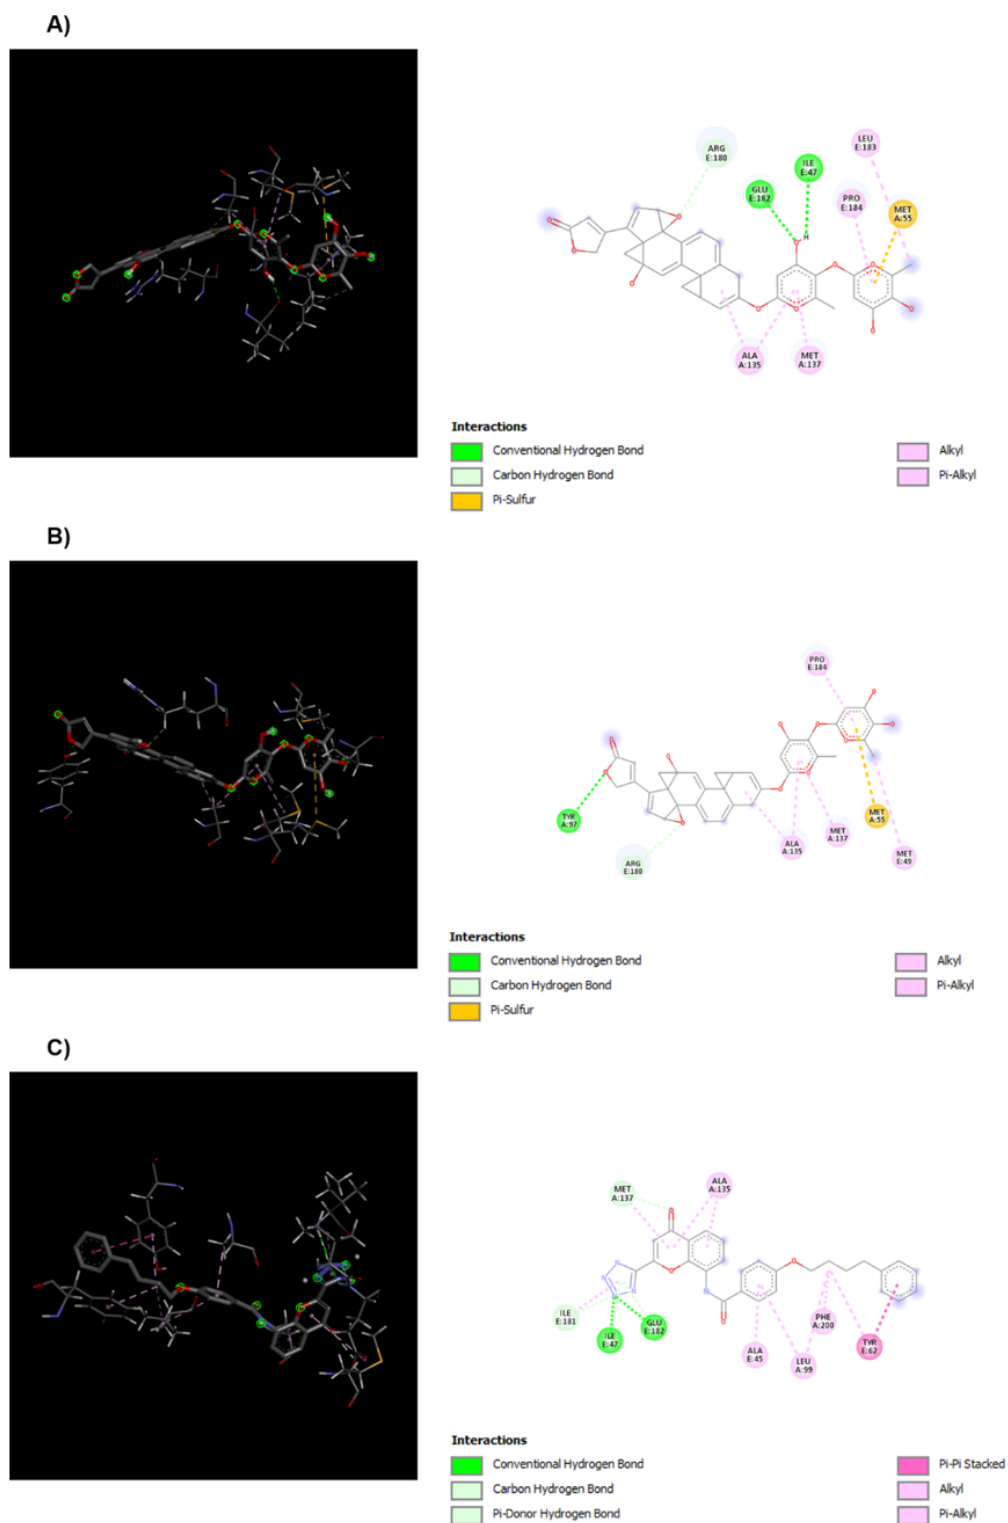 A)
ARG
E:180
GLU
E:182
ILE
E:47
LEU
E:183
PRO
E:184
MET
A:55
H
ALA
A:135
MET
A:137
Interactions
Conventional Hydrogen Bond
Carbon Hydrogen Bond
Pi-Sulfur
Alkyl
Pi-Alkyl
B)
PRO
E:184
TYR
A:97
ARG
E:180
ALA
A:135
MET
A:137
MET
A:55
MET
E:49
Interactions
Conventional Hydrogen Bond
Carbon Hydrogen Bond
Pi-Sulfur
Alkyl
Pi-Alkyl
C)
MET
A:137
ALA
A:135
ILE
E:181
ILE
E:47
GLU
E:182
ALA
E:45
LEU
A:99
PHE
A:200
TYR
E:62
Interactions
Conventional Hydrogen Bond
Carbon Hydrogen Bond
Pi-Donor Hydrogen Bond
Pi-Pi Stacked
Alkyl
Pi-Alkyl